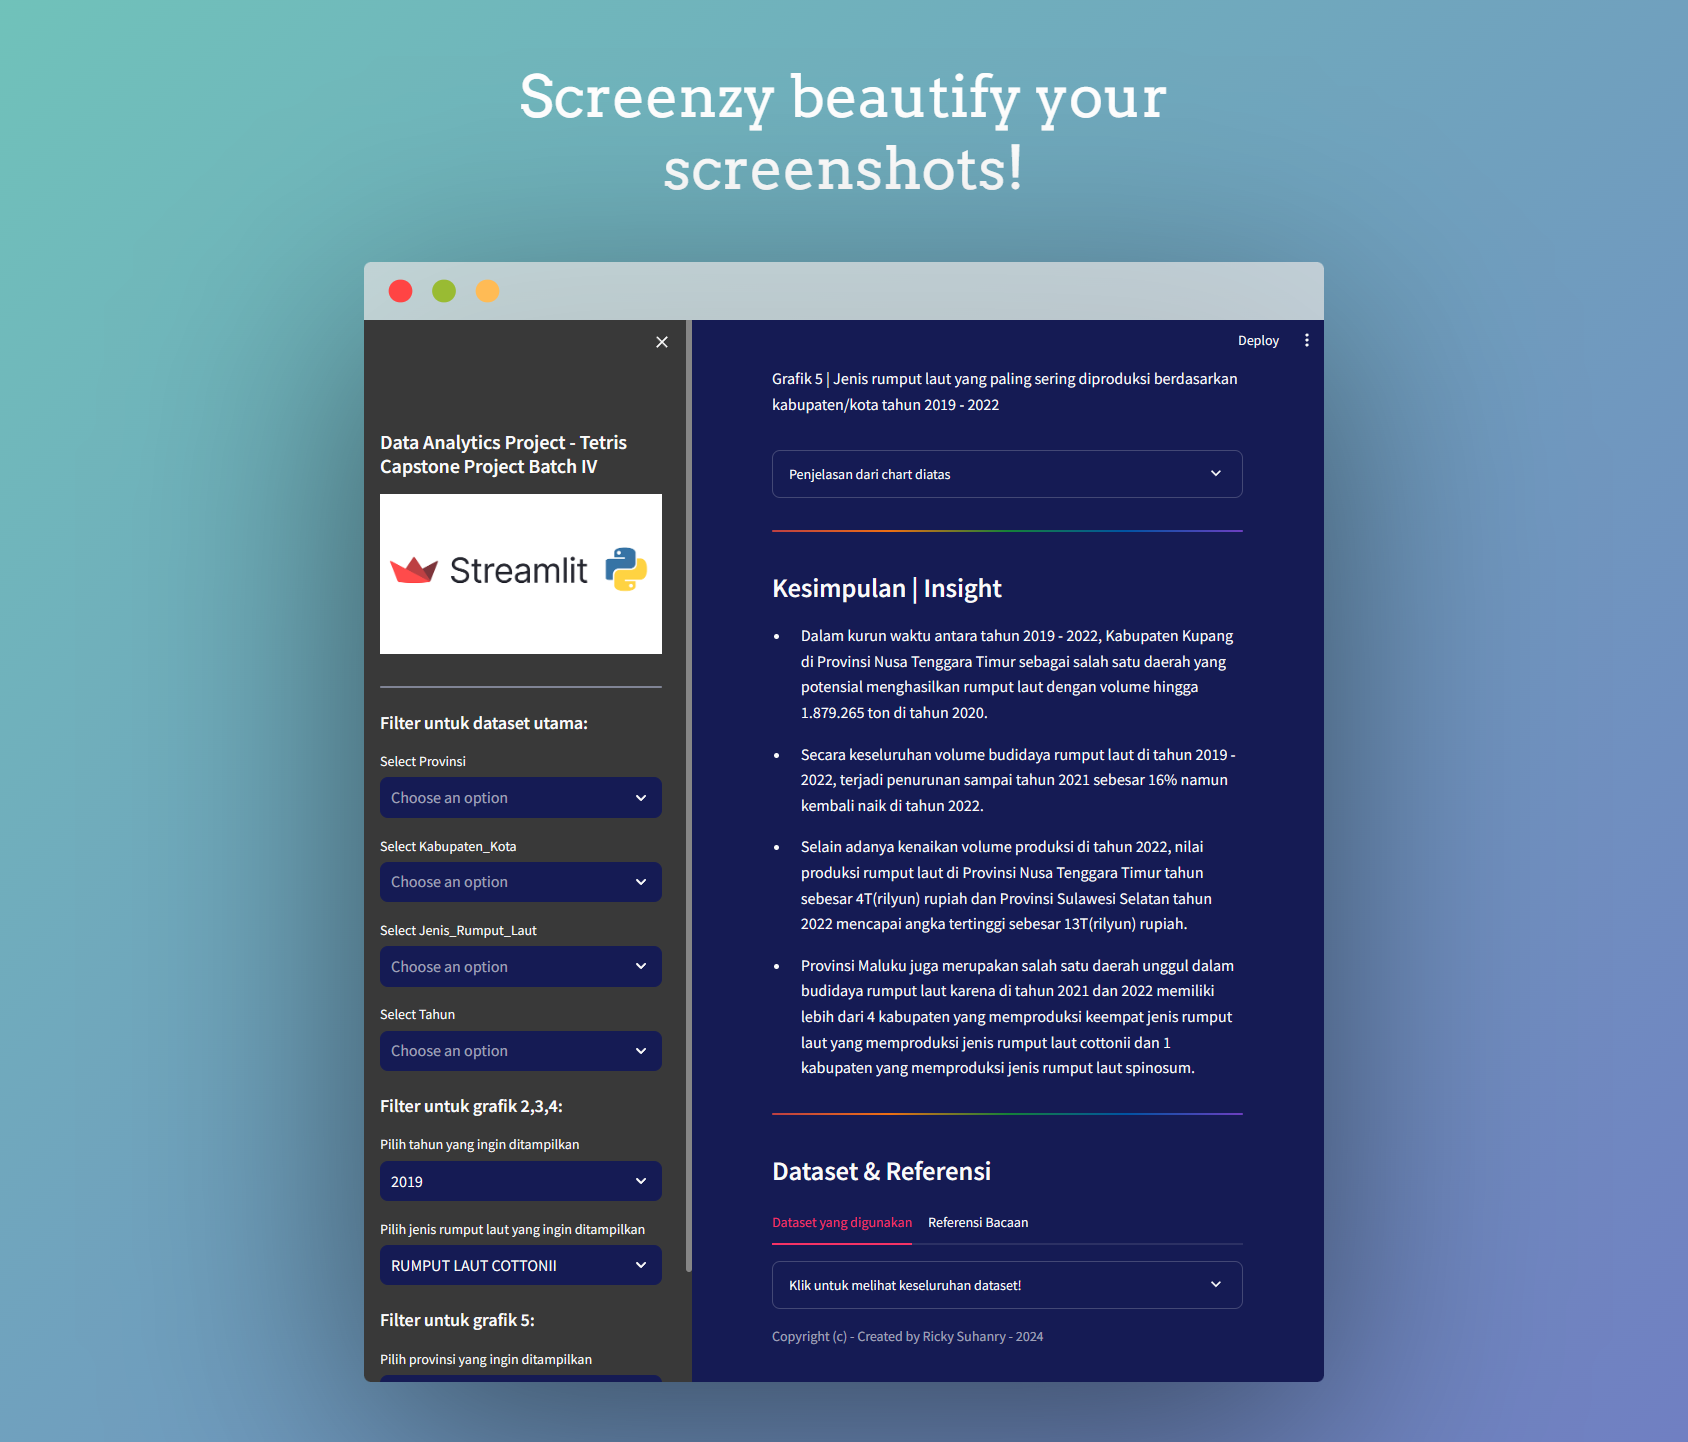 Screenzy beautify your
screenshots!
Data Analytics Project - Tetris
Capstone Project Batch IV
Streamlit
Filter untuk dataset utama:
Select Provinsi
Choose an option
Select Kabupaten_Kota
Choose an option
Select Jenis_Rumput_Laut
Choose an option
Select Tahun
Choose an option
Filter untuk grafik 2,3,4:
Pilih tahun yang ingin ditampilkan
2019
Pilih jenis rumput laut yang ingin ditampilkan
RUMPUT LAUT COTTONII
Filter untuk grafik 5:
Pilih provinsi yang ingin ditampilkan
Deploy
Grafik 5 | Jenis rumput laut yang paling sering diproduksi berdasarkan
kabupaten/kota tahun 2019 - 2022
Penjelasan dari chart diatas
Kesimpulan | Insight
• Dalam kurun waktu antara tahun 2019 - 2022, Kabupaten Kupang
di Provinsi Nusa Tenggara Timur sebagai salah satu daerah yang
potensial menghasilkan rumput laut dengan volume hingga
1.879.265 ton di tahun 2020.
• Secara keseluruhan volume budidaya rumput laut di tahun 2019 -
2022, terjadi penurunan sampai tahun 2021 sebesar 16% namun
kembali naik di tahun 2022.
• Selain adanya kenaikan volume produksi di tahun 2022, nilai
produksi rumput laut di Provinsi Nusa Tenggara Timur tahun
sebesar 4T(rilyun) rupiah dan Provinsi Sulawesi Selatan tahun
2022 mencapai angka tertinggi sebesar 13T(rilyun) rupiah.
• Provinsi Maluku juga merupakan salah satu daerah unggul dalam
budidaya rumput laut karena di tahun 2021 dan 2022 memiliki
lebih dari 4 kabupaten yang memproduksi keempat jenis rumput
laut yang memproduksi jenis rumput laut cottonii dan 1
kabupaten yang memproduksi jenis rumput laut spinosum.
Dataset & Referensi
Dataset yang digunakan Referensi Bacaan
Klik untuk melihat keseluruhan dataset!
Copyright (c) - Created by Ricky Suhanry - 2024